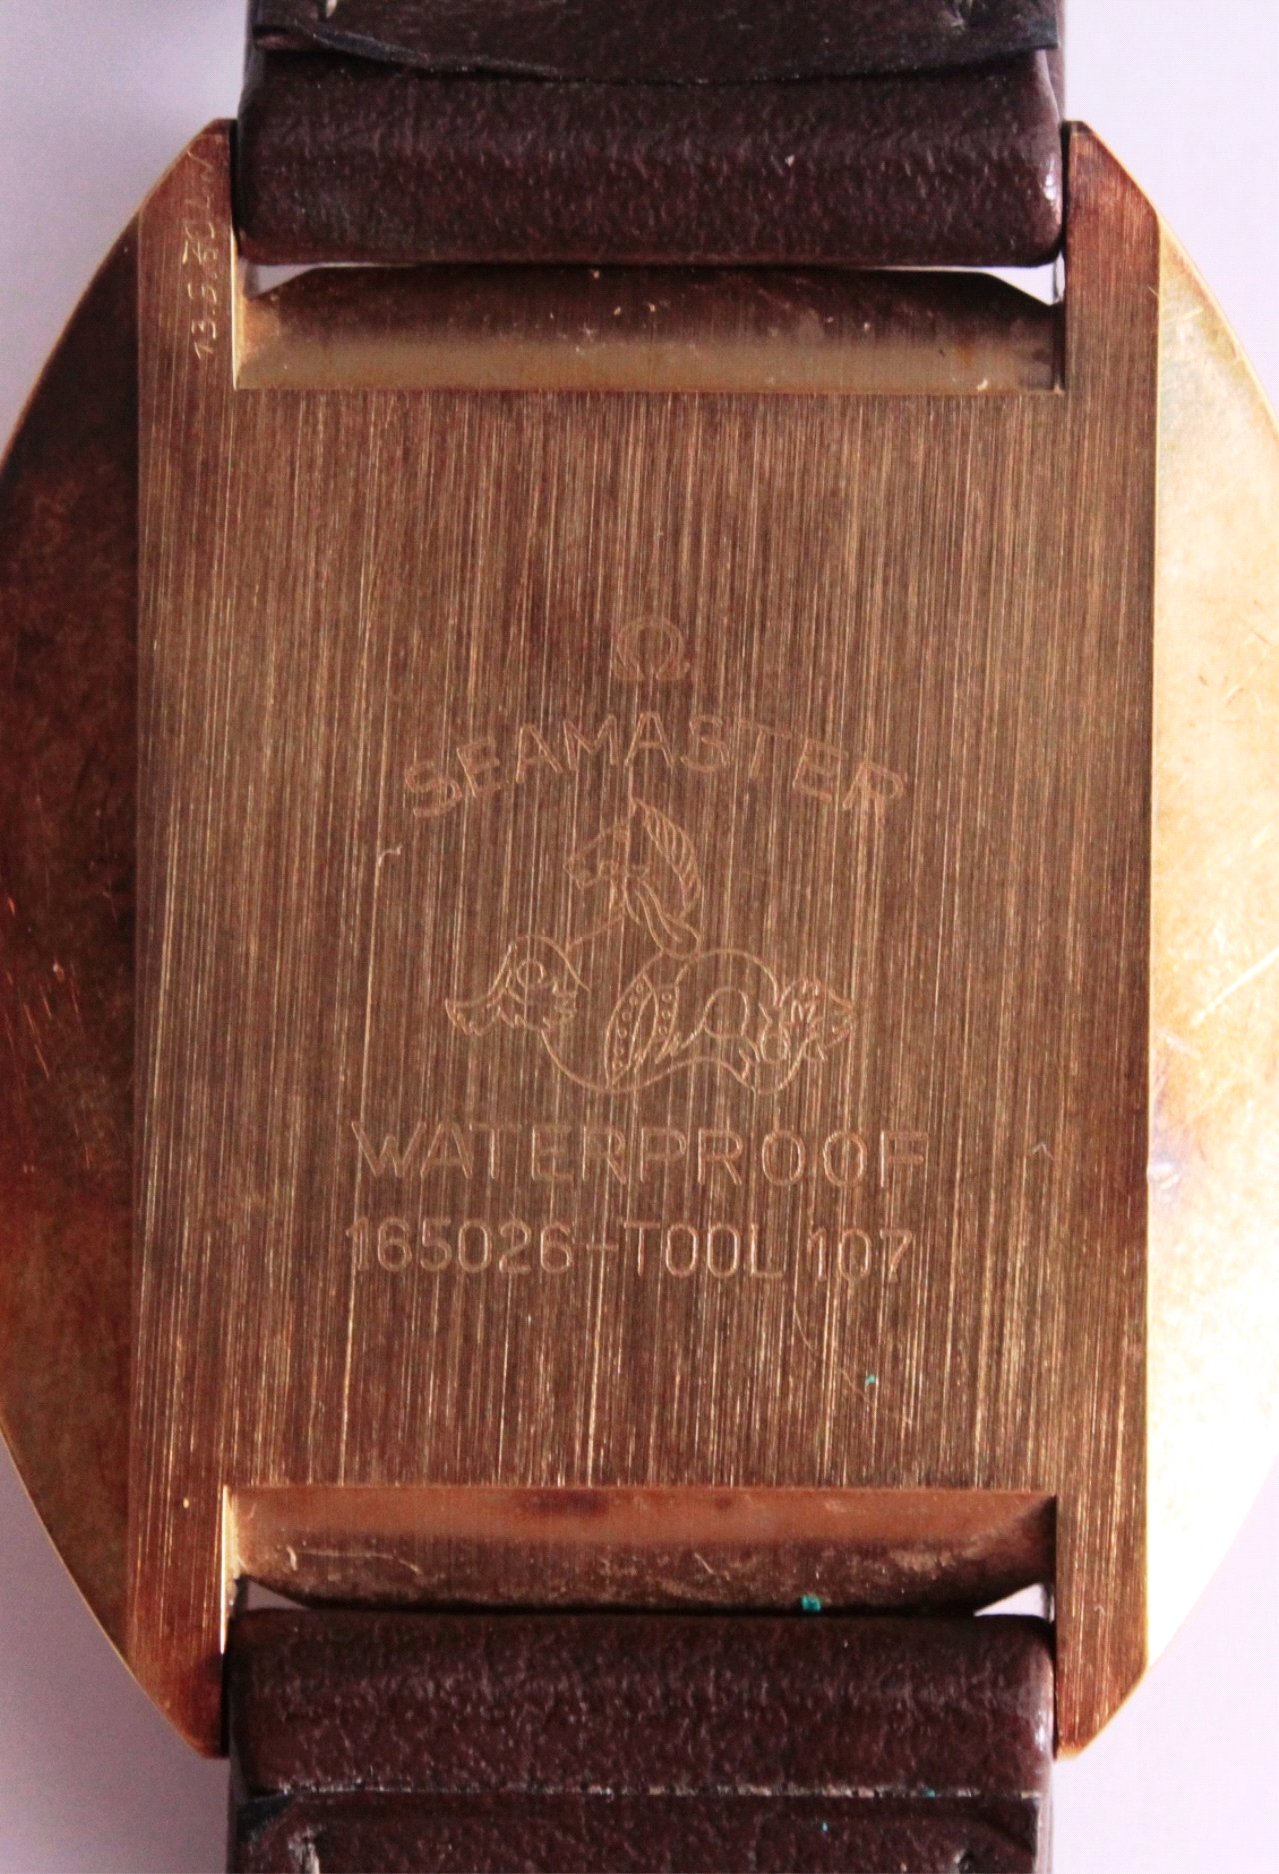 Ω
SEAMASTER
WATERPROOF
165026-TOOL 107